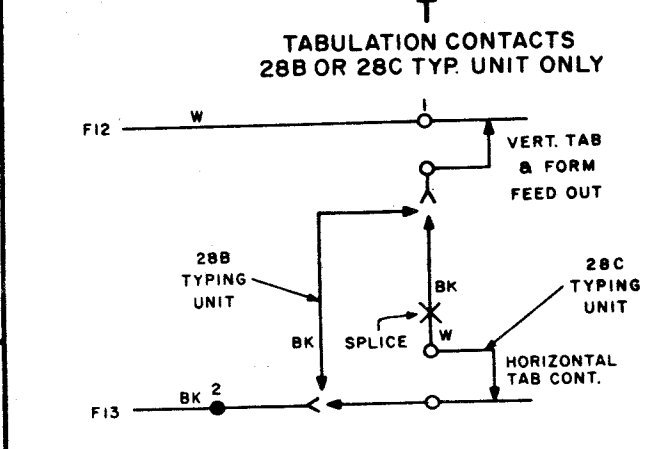 T
TABULATION CONTACTS
28B OR 28C TYP. UNIT ONLY
1
W
F12
VERT. TAB
& FORM
FEED OUT
28B
TYPING
UNIT
28C
TYPING
UNIT
BK
SPLICE
W
BK
HORIZONTAL
TAB CONT.
BK 2
F13